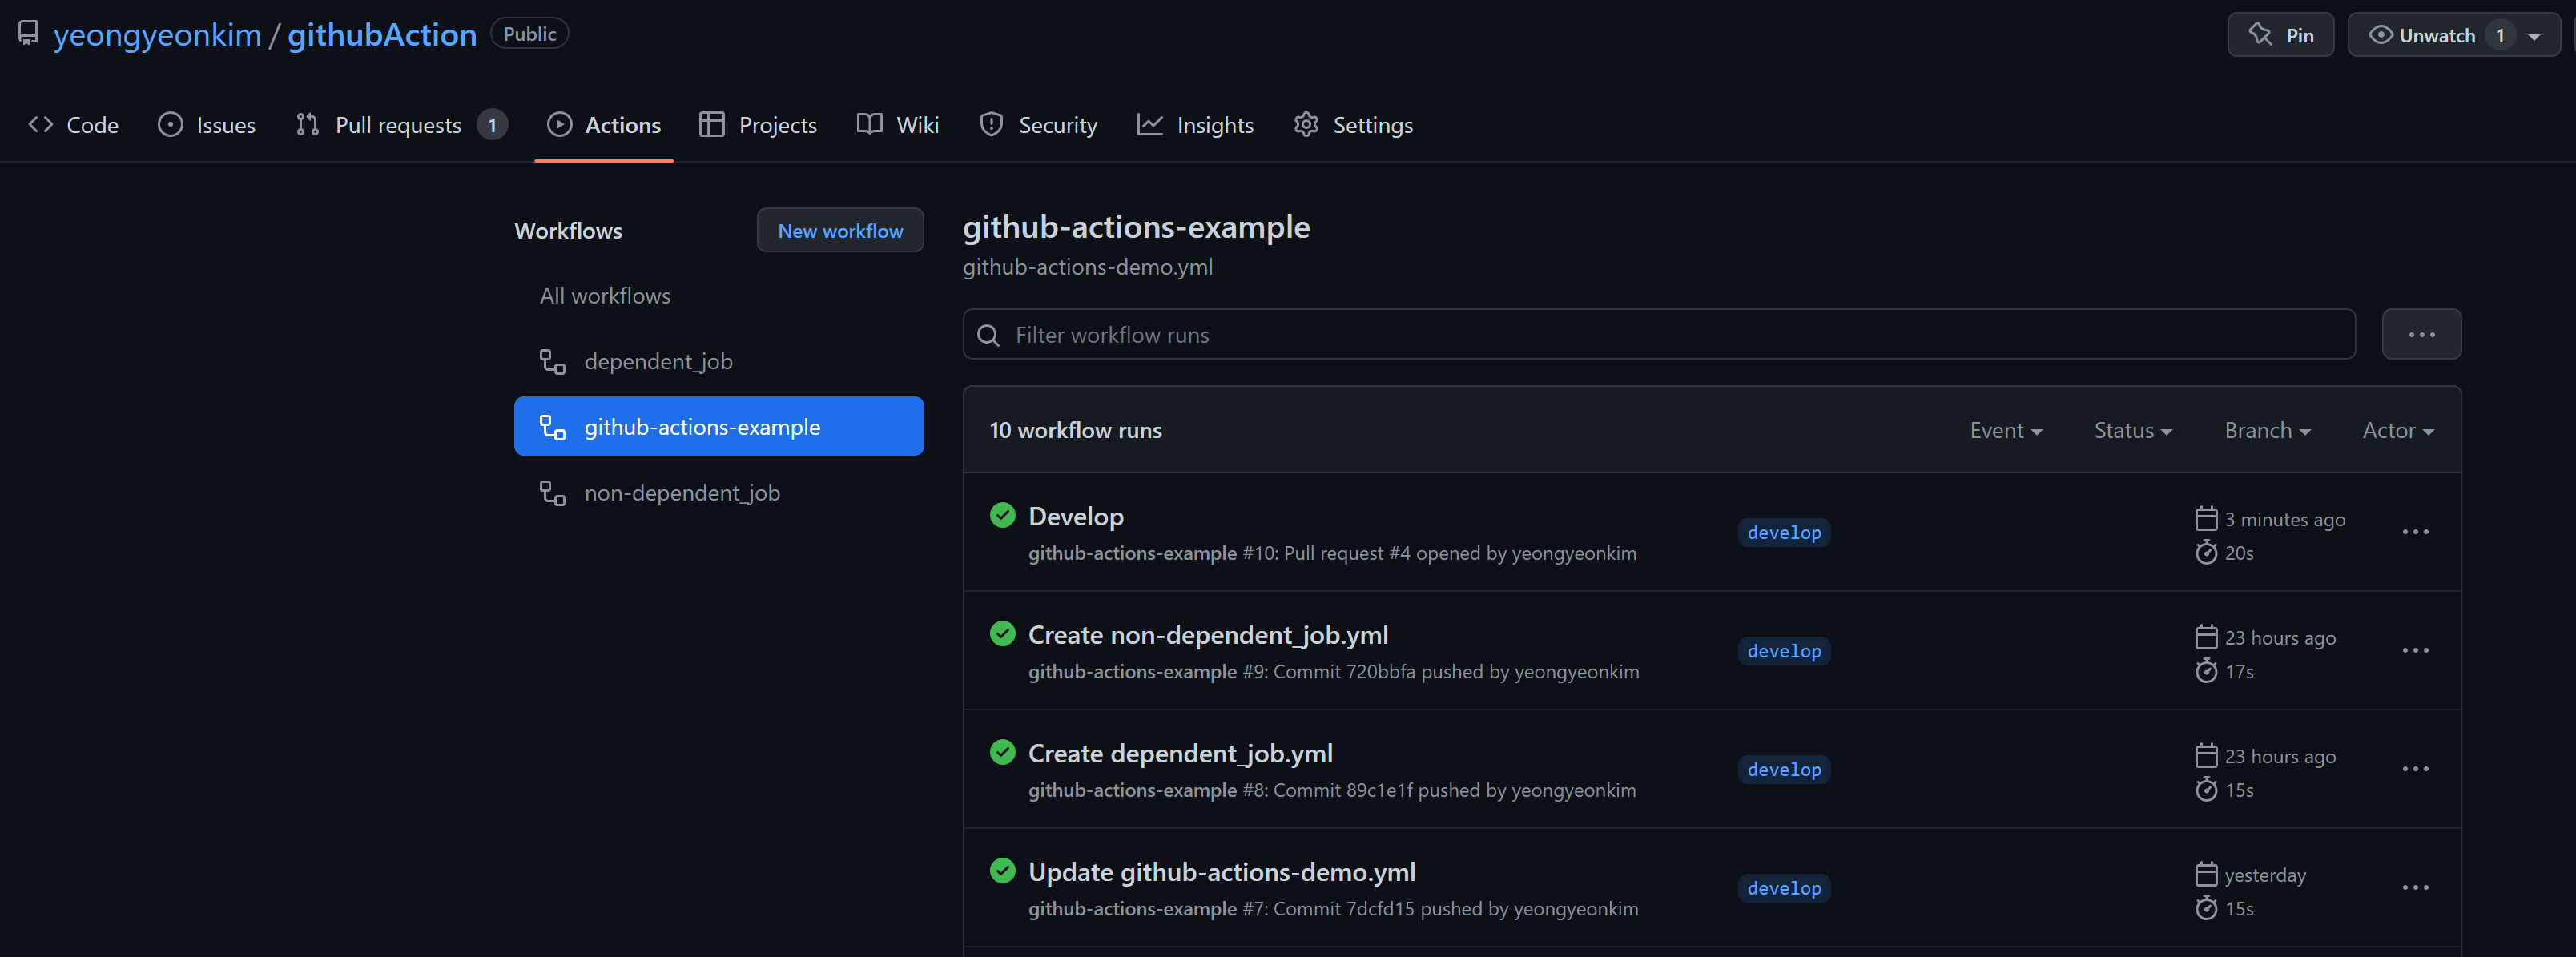 yeongyeonkim / githubAction Public
Pin
Unwatch 1
Code Issues Pull requests 1 Actions Projects Wiki Security Insights Settings
Workflows
New workflow
All workflows
dependent_job
github-actions-example
non-dependent_job
github-actions-example
github-actions-demo.yml
Filter workflow runs
10 workflow runs
Event Status Branch Actor
Develop
github-actions-example #10: Pull request #4 opened by yeongyeonkim
develop
3 minutes ago
20s
Create non-dependent_job.yml
github-actions-example #9: Commit 720bbfa pushed by yeongyeonkim
develop
23 hours ago
17s
Create dependent_job.yml
github-actions-example #8: Commit 89c1e1f pushed by yeongyeonkim
develop
23 hours ago
15s
Update github-actions-demo.yml
github-actions-example #7: Commit 7dcfd15 pushed by yeongyeonkim
develop
yesterday
15s